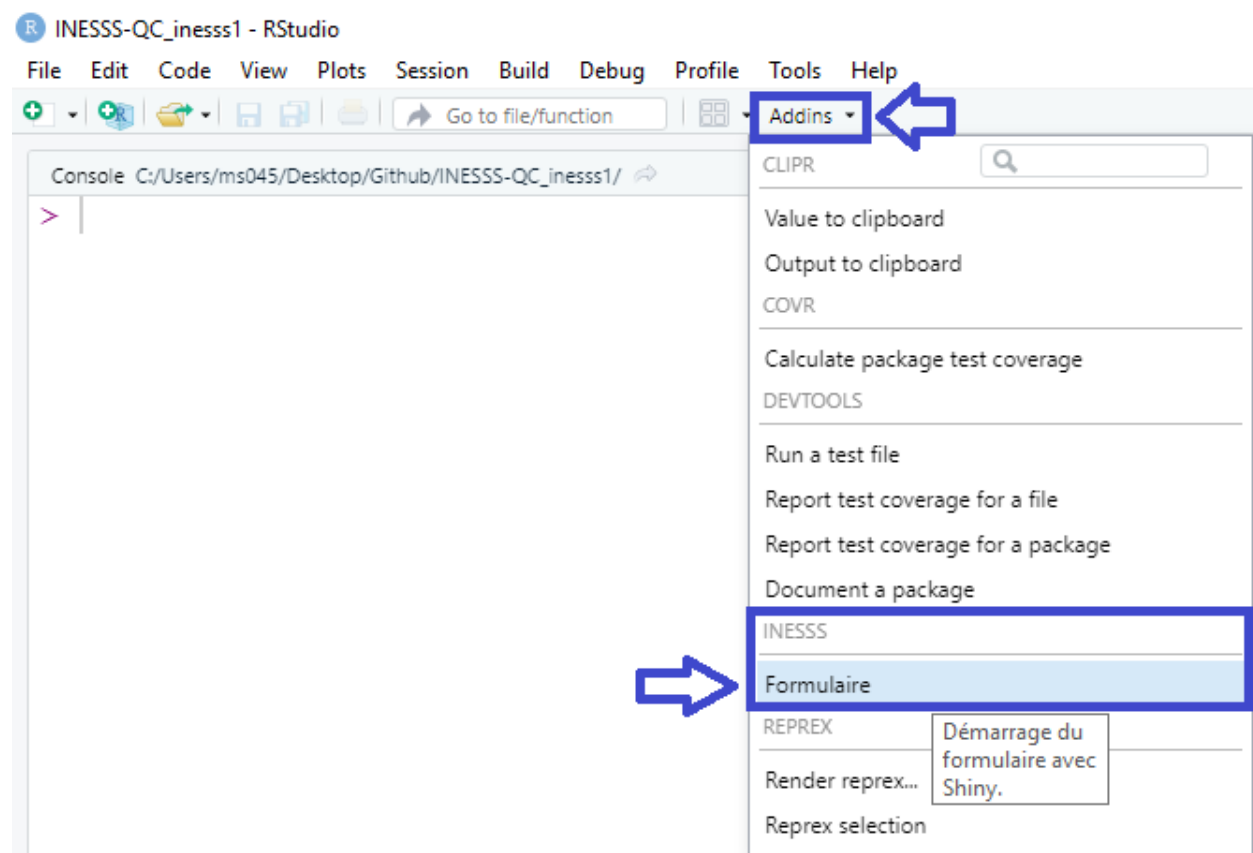 INESSS-QC_inesss1 - RStudio
File Edit Code View Plots Session Build Debug Profile Tools Help
Go to file/function Addins
Console C:/Users/ms045/Desktop/Github/INESSS-QC_inesss1/
>
CLIPR
Value to clipboard
Output to clipboard
COVR
Calculate package test coverage
DEVTOOLS
Run a test file
Report test coverage for a file
Report test coverage for a package
Document a package
INESSS
Formulaire
REPREX
Démarrage du
formulaire avec
Shiny.
Render reprex...
Reprex selection